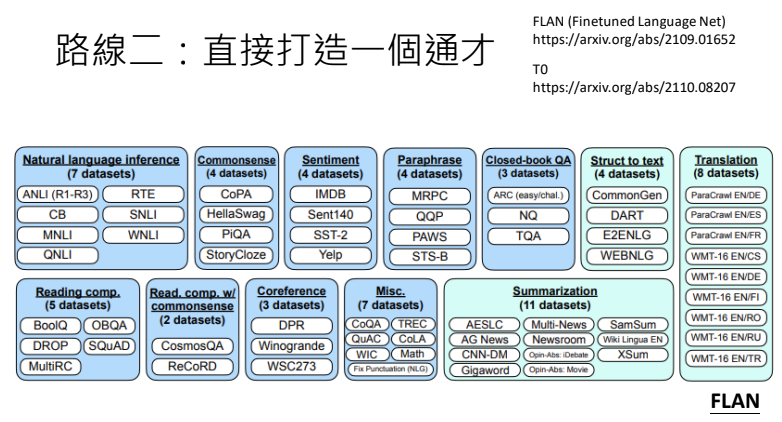 路線二：直接打造一個通才
FLAN (Finetuned Language Net)
https://arxiv.org/abs/2109.01652
T0
https://arxiv.org/abs/2110.08207
Natural language inference
(7 datasets)
ANLI (R1-R3)
RTE
CB
SNLI
MNLI
WNLI
QNLI
Commonsense
(4 datasets)
CoPA
HellaSwag
PiQA
StoryCloze
Sentiment
(4 datasets)
IMDB
Sent140
SST-2
Yelp
Paraphrase
(4 datasets)
MRPC
QQP
PAWS
STS-B
Closed-book QA
(3 datasets)
ARC (easy/chal.)
NQ
TQA
Struct to text
(4 datasets)
CommonGen
DART
E2ENLG
WEBNLG
Translation
(8 datasets)
ParaCrawl EN/DE
ParaCrawl EN/ES
ParaCrawl EN/FR
WMT-16 EN/CS
WMT-16 EN/DE
WMT-16 EN/FI
WMT-16 EN/RO
WMT-16 EN/RU
WMT-16 EN/TR
Reading comp.
(5 datasets)
BoolQ
OBQA
DROP
SQuAD
MultiRC
Read. comp. w/
commonsense
(2 datasets)
CosmosQA
ReCoRD
Coreference
(3 datasets)
DPR
Winogrande
WSC273
Misc.
(7 datasets)
CoQA
TREC
QuAC
CoLA
WIC
Math
Fix Punctuation (NLG)
Summarization
(11 datasets)
AESLC
Multi-News
SamSum
AG News
Newsroom
Wiki Lingua EN
CNN-DM
Opin-Abs: iDebate
XSum
Gigaword
Opin-Abs: Movie
FLAN